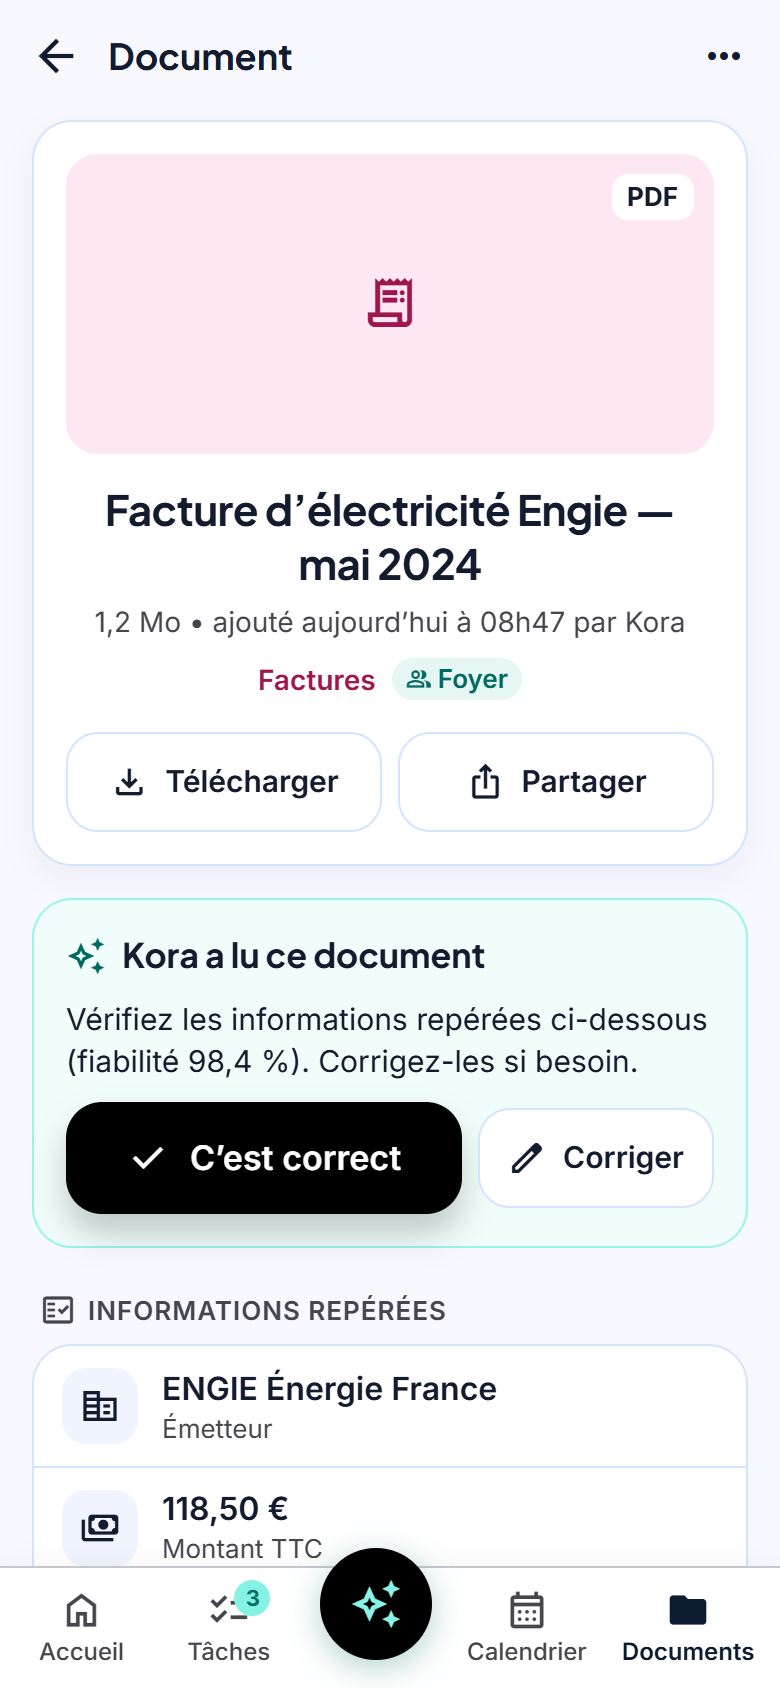 Document
PDF
Facture d’électricité Engie —
mai 2024
1,2 Mo • ajouté aujourd’hui à 08h47 par Kora
Factures Foyer
Télécharger Partager
Kora a lu ce document
Vérifiez les informations repérées ci-dessous
(fiabilité 98,4 %). Corrigez-les si besoin.
C’est correct Corriger
INFORMATIONS REPÉRÉES
ENGIE Énergie France
Émetteur
118,50 €
Montant TTC
3
Accueil Tâches Calendrier Documents